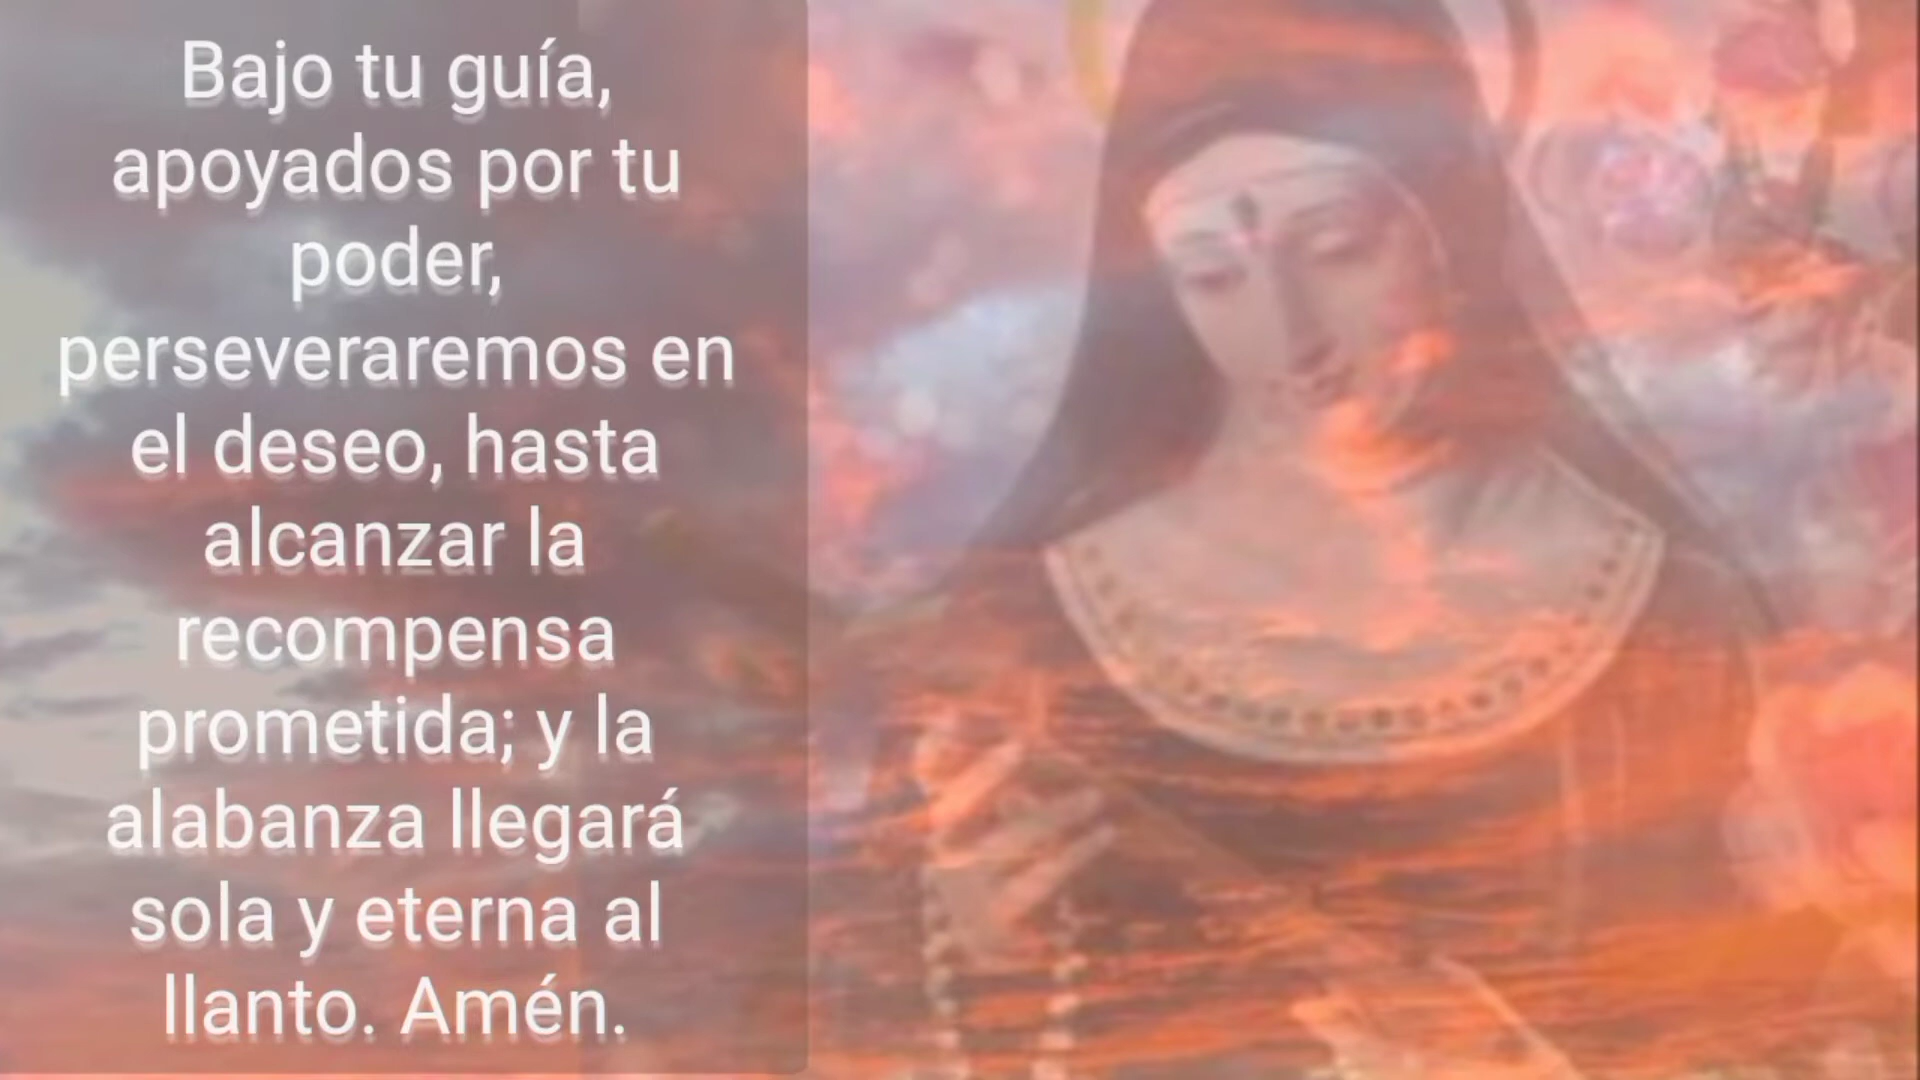 Bajo tu guía,
apoyados por tu
poder,
perseveraremos en
el deseo, hasta
alcanzar la
recompensa
prometida; y la
alabanza llegará
sola y eterna al
llanto. Amén.